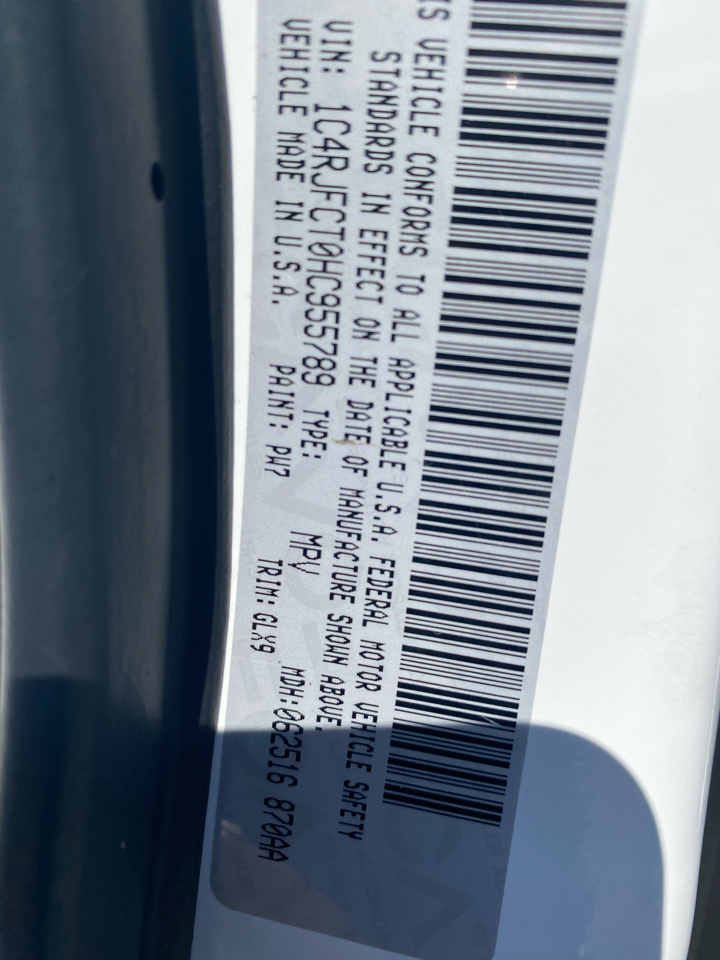 IS VEHICLE CONFORMS TO ALL APPLICABLE U.S.A. FEDERAL MOTOR VEHICLE SAFETY
STANDARDS IN EFFECT ON THE DATE OF MANUFACTURE SHOWN ABOVE.
VIN: 1C4RJFCT0HC955789 TYPE: MPV MDH:062516 870AA
VEHICLE MADE IN U.S.A. PAINT: PW7 TRIM: GLX9